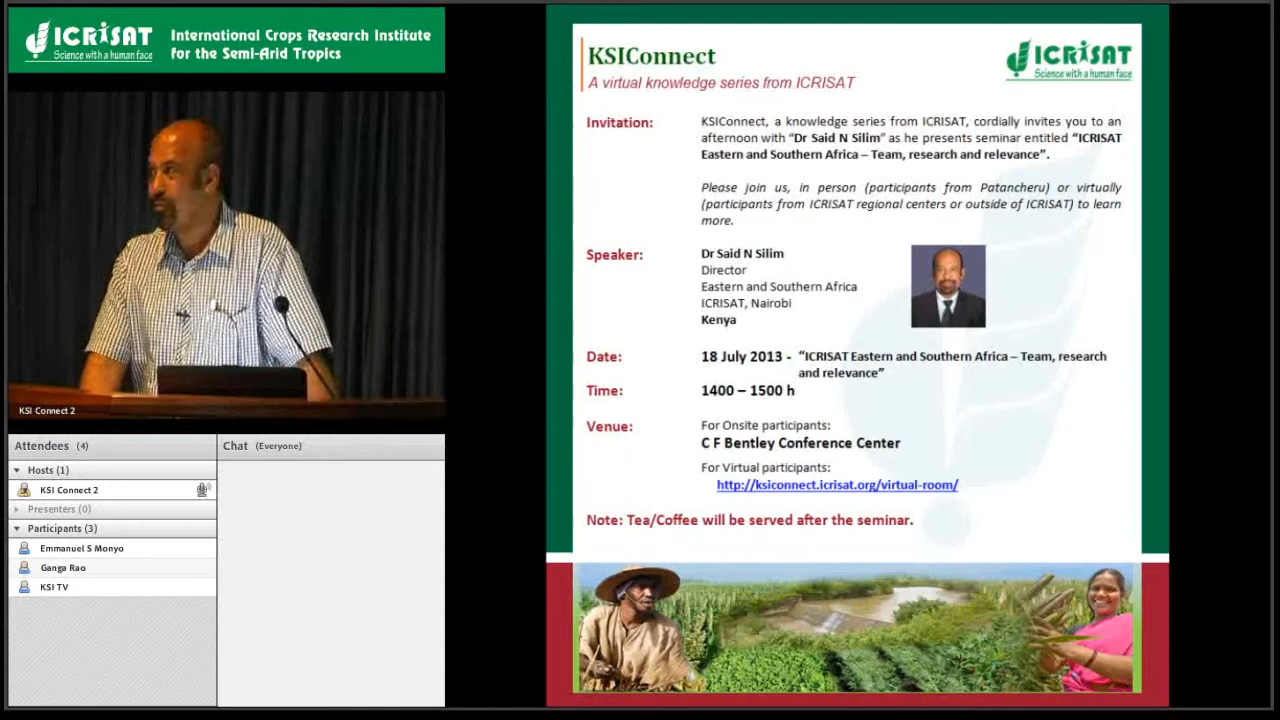 ICRISAT
Science with a human face
International Crops Research Institute
for the Semi-Arid Tropics
KSI Connect 2
Attendees (4)
Hosts (1)
KSI Connect 2
Presenters (0)
Participants (3)
Emmanuel S Monyo
Ganga Rao
KSI TV
Chat (Everyone)
KSIConnect
A virtual knowledge series from ICRISAT
ICRISAT
Science with a human face
Invitation:
KSIConnect, a knowledge series from ICRISAT, cordially invites you to an
afternoon with “Dr Said N Silim” as he presents seminar entitled “ICRISAT
Eastern and Southern Africa – Team, research and relevance”.
Please join us, in person (participants from Patancheru) or virtually
(participants from ICRISAT regional centers or outside of ICRISAT) to learn
more.
Speaker:
Dr Said N Silim
Director
Eastern and Southern Africa
ICRISAT, Nairobi
Kenya
Date:
18 July 2013 - “ICRISAT Eastern and Southern Africa – Team, research
and relevance”
Time:
1400 – 1500 h
Venue:
For Onsite participants:
C F Bentley Conference Center
For Virtual participants:
http://ksiconnect.icrisat.org/virtual-room/
Note: Tea/Coffee will be served after the seminar.